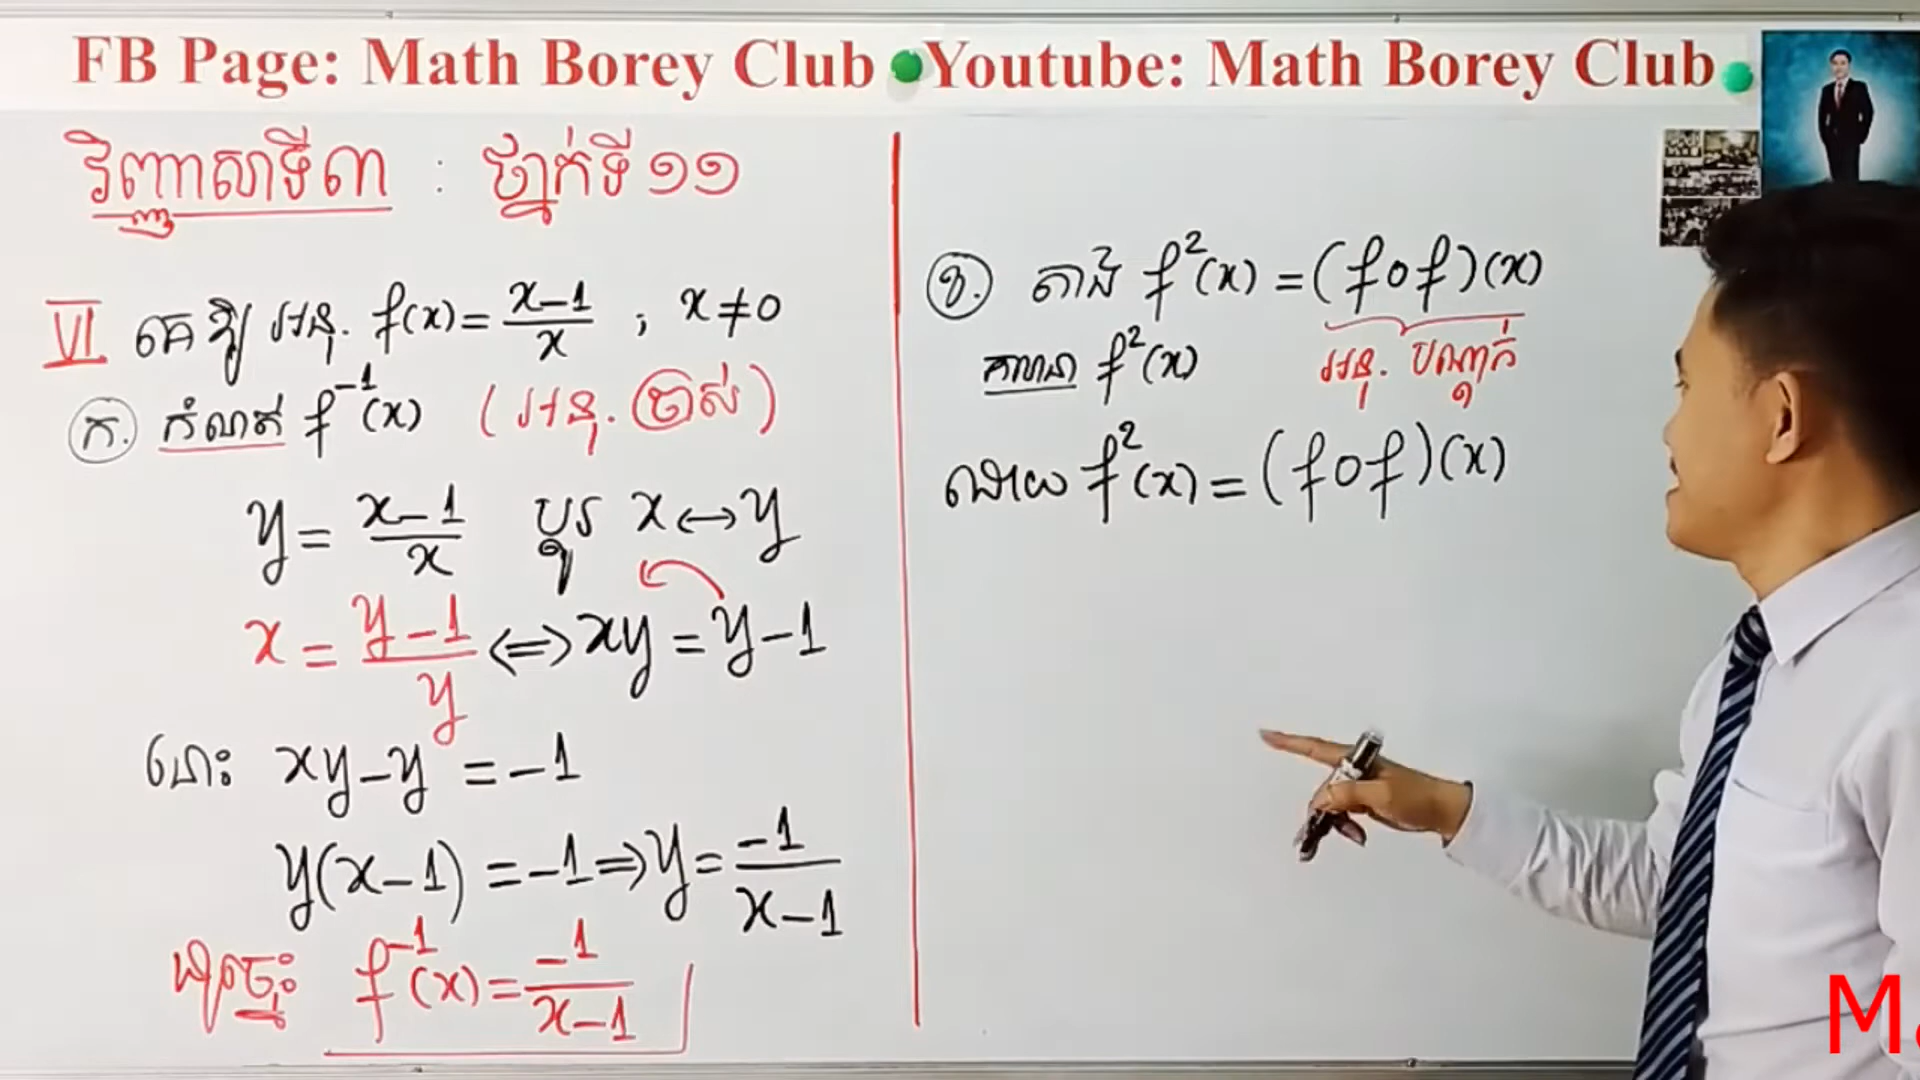 FB Page: Math Borey Club Youtube: Math Borey Club
វិញ្ញាសាទី៣ : ថ្នាក់ទី ១១
VI គេឱ្យ អនុ. f(x) = (x-1)/x ; x ≠ 0
ក. កំណត់ f⁻¹(x) (អនុ. ច្រាស់)
y = (x-1)/x ប្តូរ x ↔ y
x = (y-1)/y ⇔ xy = y-1
នោះ xy - y = -1
y(x-1) = -1 ⇒ y = -1/(x-1)
ដូច្នេះ f⁻¹(x) = -1/(x-1)
ខ. តាង f²(x) = (fof)(x)
គណនា f²(x) អនុ. បណ្តាក់
ដោយ f²(x) = (fof)(x)